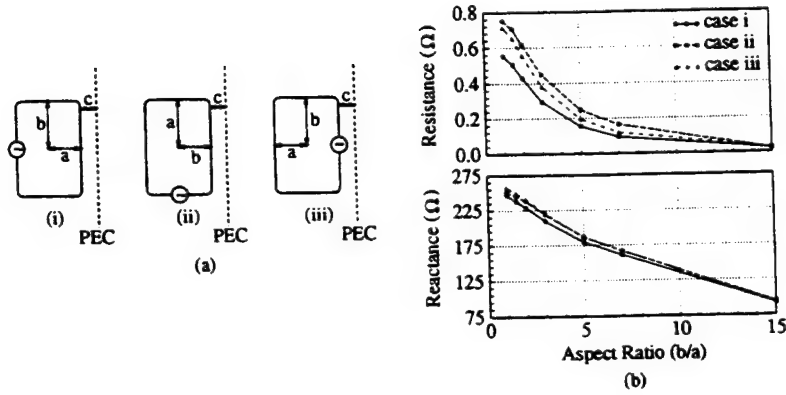 c
b
a
(i)
PEC
c
a
b
(ii)
PEC
c
b
a
(iii)
PEC
(a)
Resistance (Ω)
0.8
0.6
0.4
0.2
0.0
case i
case ii
case iii
Reactance (Ω)
275
225
175
125
75
0
5
10
15
Aspect Ratio (b/a)
(b)